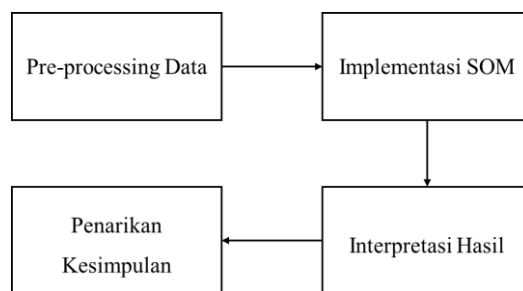 Pre-processing Data
Implementasi SOM
Penarikan
Kesimpulan
Interpretasi Hasil